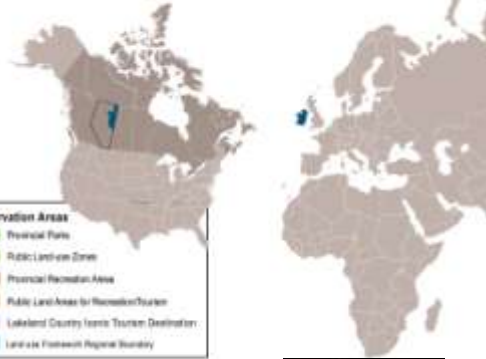 rvation Areas
Provincial Parks
Public Land-use Zones
Provincial Recreation Areas
Public Land Areas for Recreation/Tourism
Lakeland Country Iconic Tourism Destination
Land-use Framework Regional Boundary